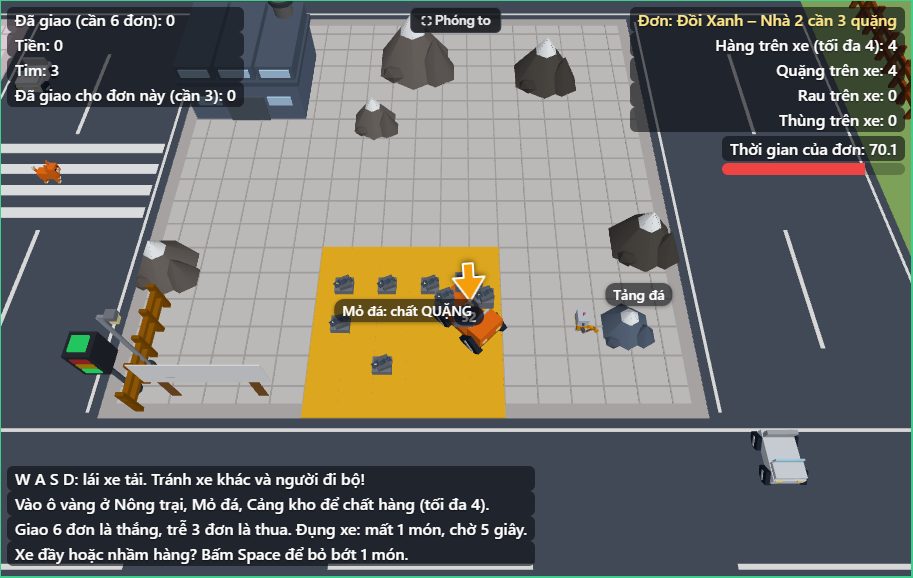 Đã giao (cần 6 đơn): 0
Tiền: 0
Tim: 3
Đã giao cho đơn này (cần 3): 0
Phóng to
Đơn: Đồi Xanh – Nhà 2 cần 3 quặng
Hàng trên xe (tối đa 4): 4
Quặng trên xe: 4
Rau trên xe: 0
Thùng trên xe: 0
Thời gian của đơn: 70.1
Tảng đá
Mỏ đá: chất QUẶNG
W A S D: lái xe tải. Tránh xe khác và người đi bộ!
Vào ô vàng ở Nông trại, Mỏ đá, Cảng kho để chất hàng (tối đa 4).
Giao 6 đơn là thắng, trễ 3 đơn là thua. Đụng xe: mất 1 món, chờ 5 giây.
Xe đầy hoặc nhầm hàng? Bấm Space để bỏ bớt 1 món.